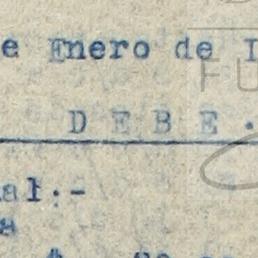 e Enero de 1
D E B E .
al.-
a